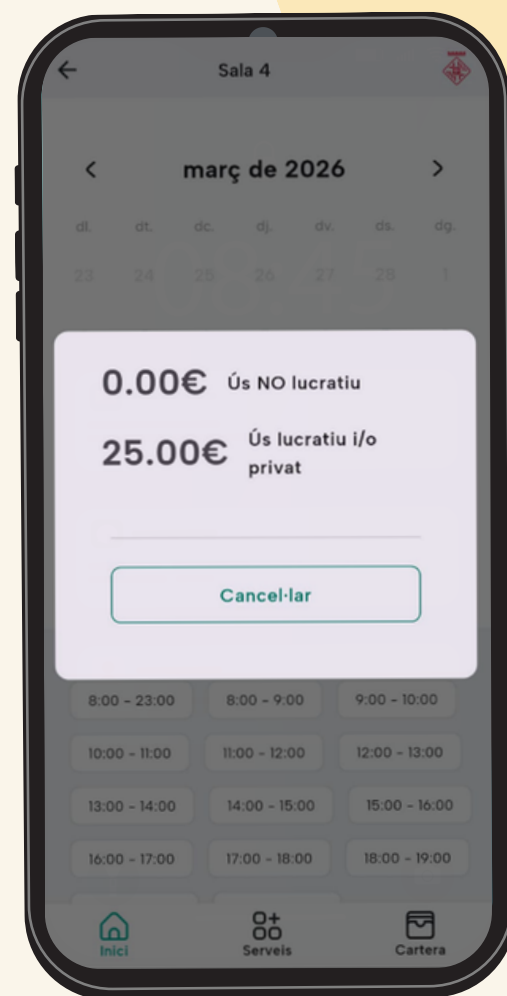 Sala 4
març de 2026
dl. dt. dc. dj. dv. ds. dg.
23 24 25 26 27 28 1
0.00€ Ús NO lucratiu
25.00€ Ús lucratiu i/o
privat
Cancel·lar
8:00 - 23:00 8:00 - 9:00 9:00 - 10:00
10:00 - 11:00 11:00 - 12:00 12:00 - 13:00
13:00 - 14:00 14:00 - 15:00 15:00 - 16:00
16:00 - 17:00 17:00 - 18:00 18:00 - 19:00
Inici Serveis Cartera